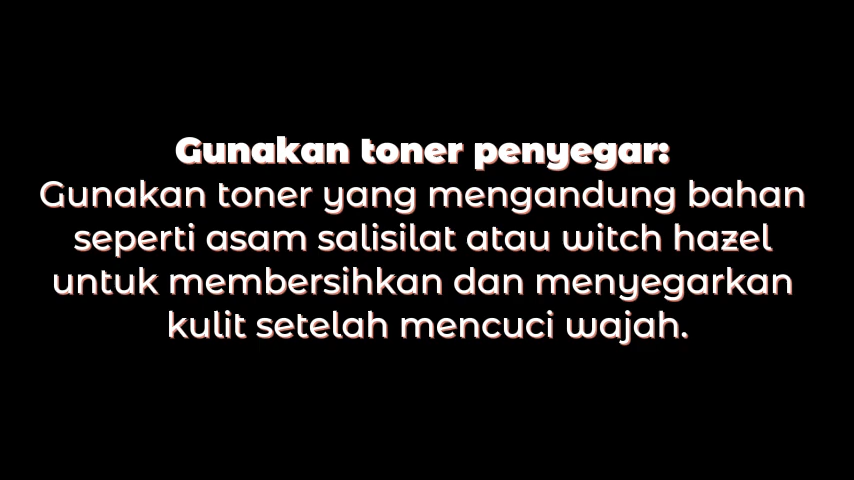 Gunakan toner penyegar:
Gunakan toner yang mengandung bahan
seperti asam salisilat atau witch hazel
untuk membersihkan dan menyegarkan
kulit setelah mencuci wajah.